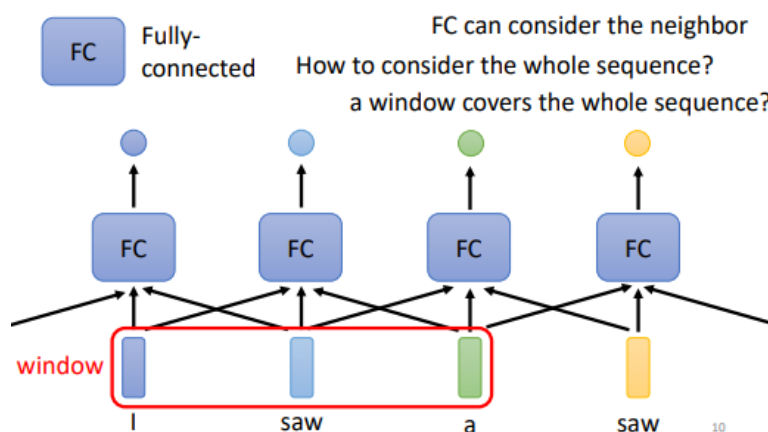 FC
Fully-
connected
FC can consider the neighbor
How to consider the whole sequence?
a window covers the whole sequence?
FC FC FC FC
window
I saw a saw
10